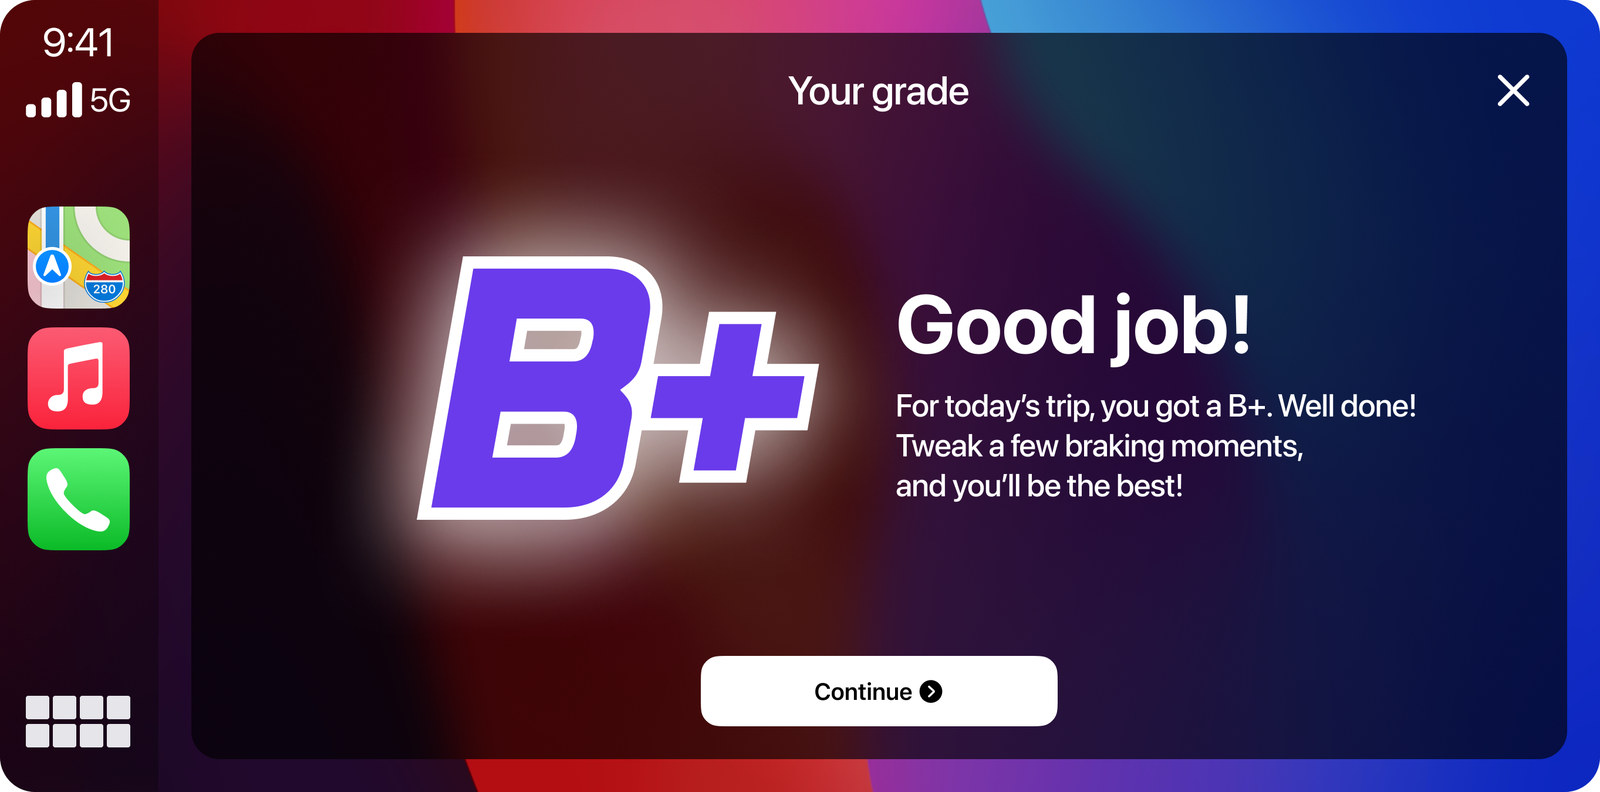 9:41
5G
280
Your grade
B+
Good job!
For today’s trip, you got a B+. Well done!
Tweak a few braking moments,
and you’ll be the best!
Continue